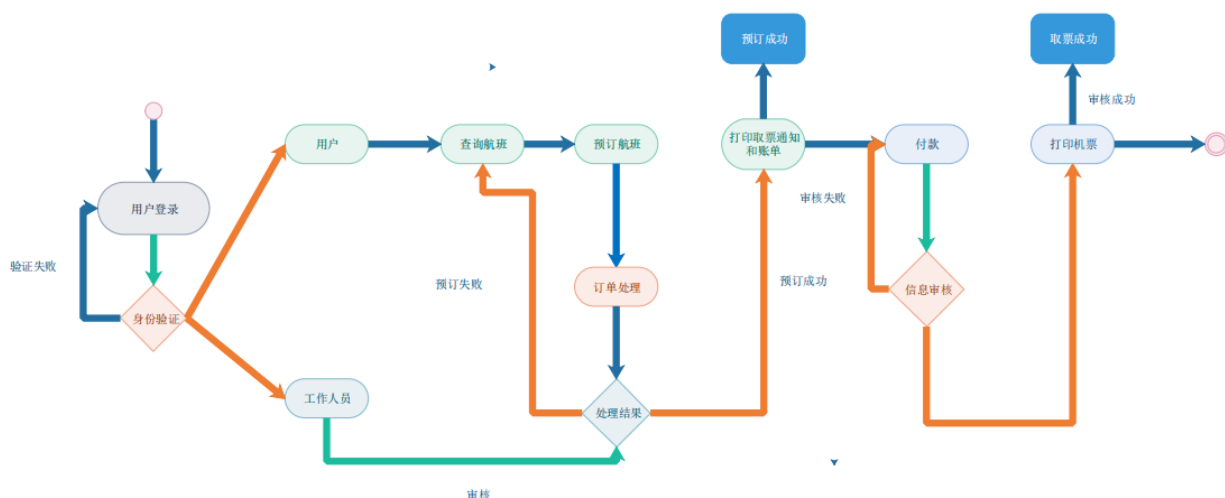 预订成功
取票成功
审核成功
用户
查询航班
预订航班
打印取票通知
和账单
付款
打印机票
用户登录
审核失败
验证失败
预订失败
订单处理
预订成功
信息审核
身份验证
工作人员
处理结果
审核